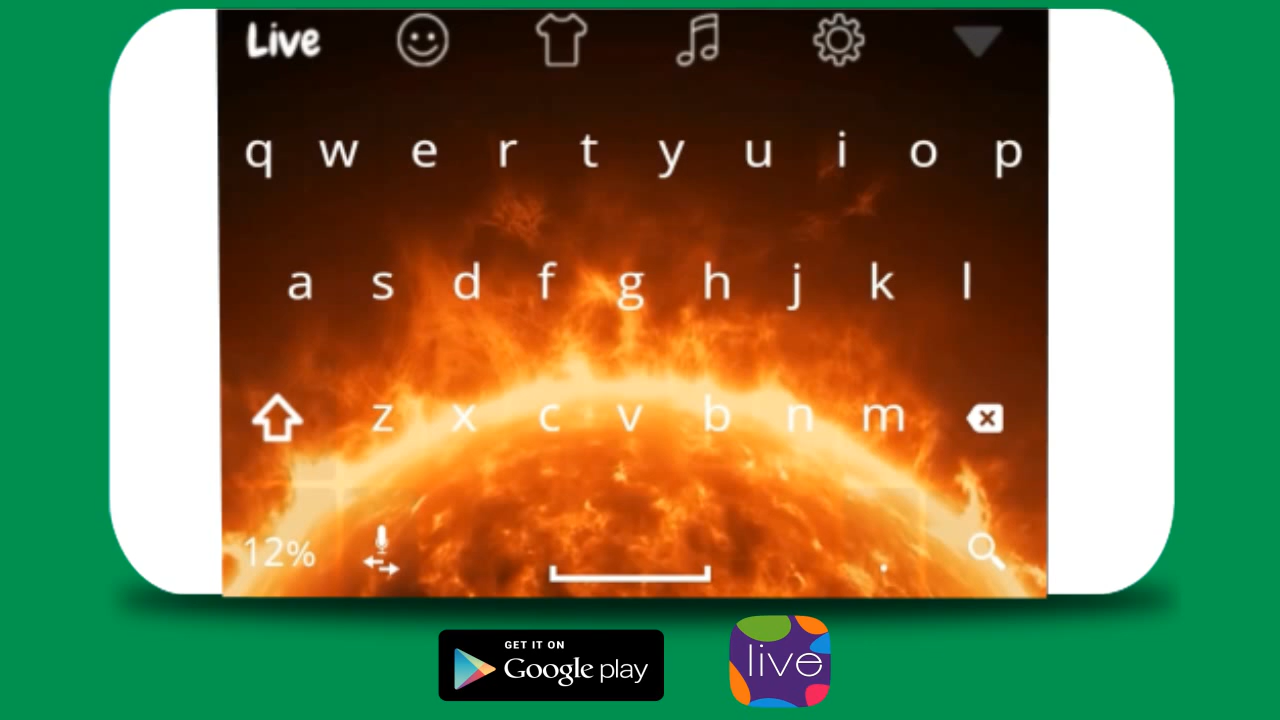 Live
q w e r t y u i o p
a s d f g h j k l
z x c v b n m
12% .
GET IT ON
Google play
live